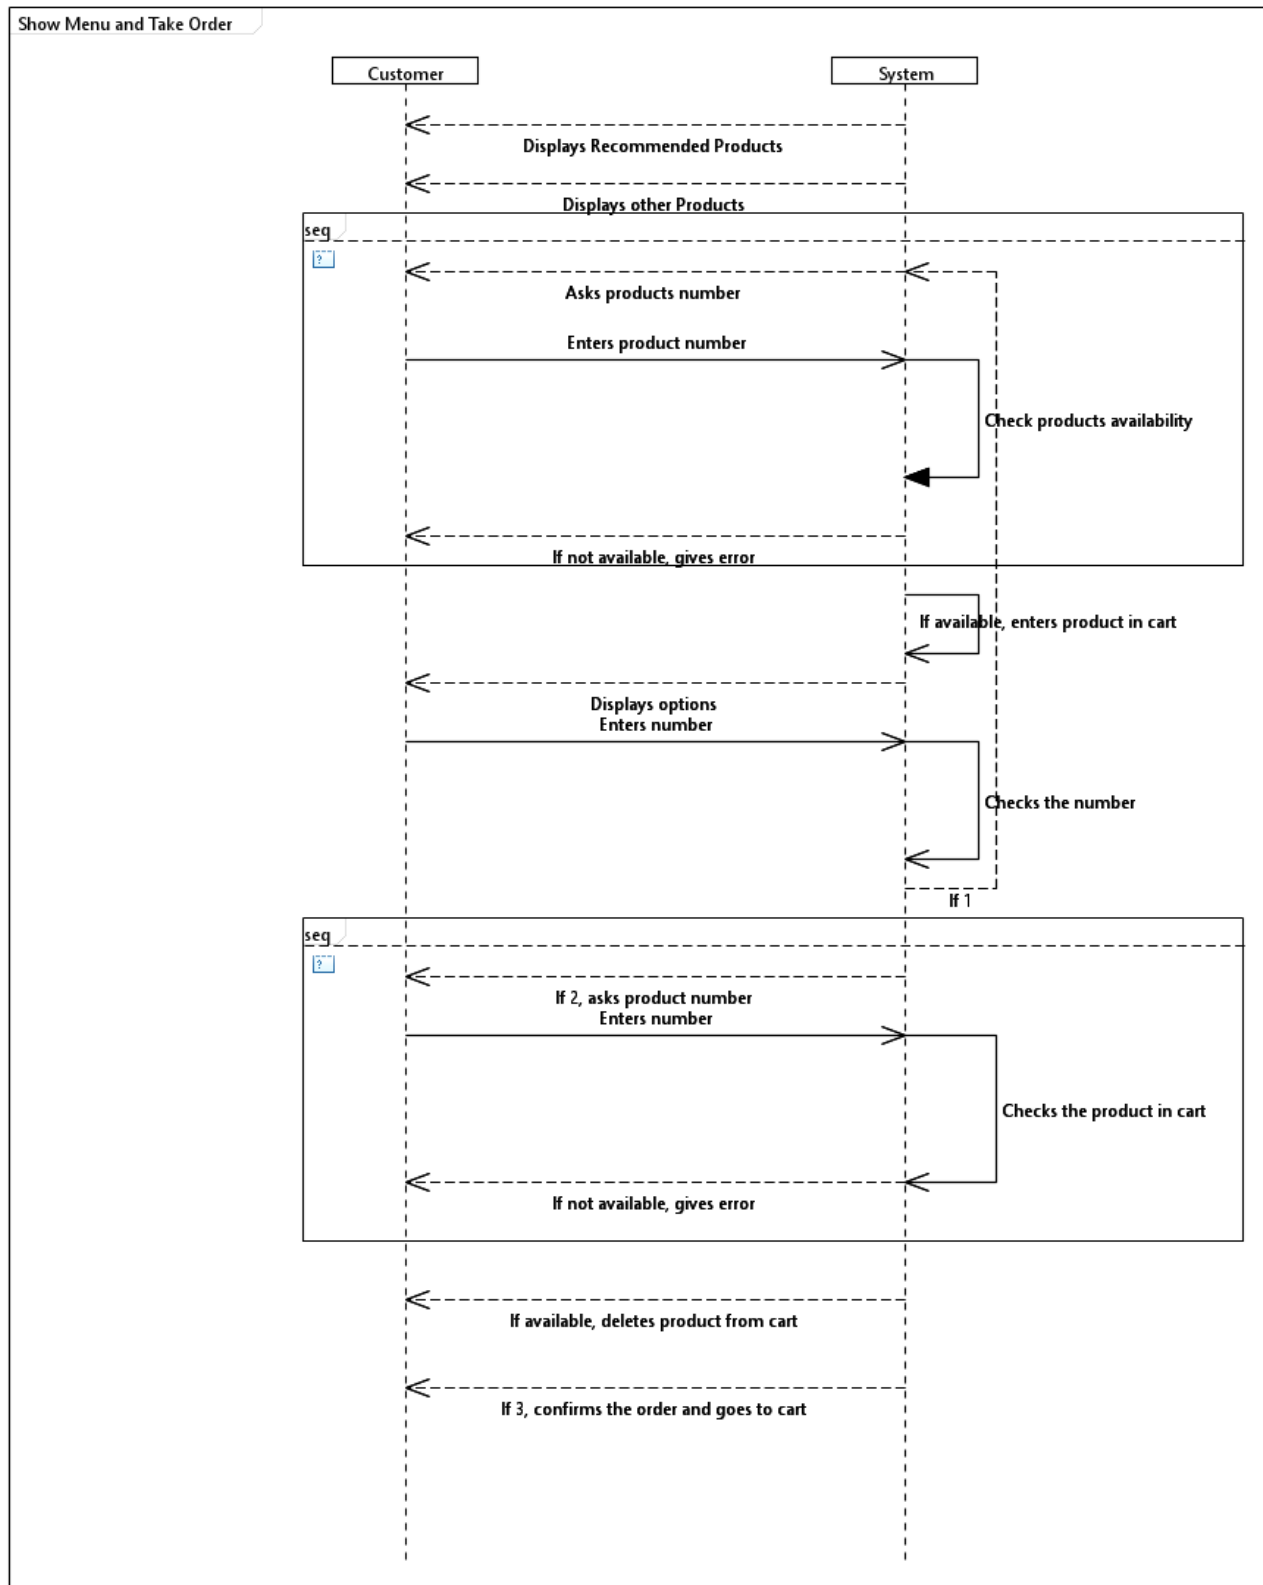 Show Menu and Take Order
Customer
System
Displays Recommended Products
Displays other Products
seq
?
Asks products number
Enters product number
Check products availability
If not available, gives error
If available, enters product in cart
Displays options
Enters number
Checks the number
If 1
seq
?
If 2, asks product number
Enters number
Checks the product in cart
If not available, gives error
If available, deletes product from cart
If 3, confirms the order and goes to cart